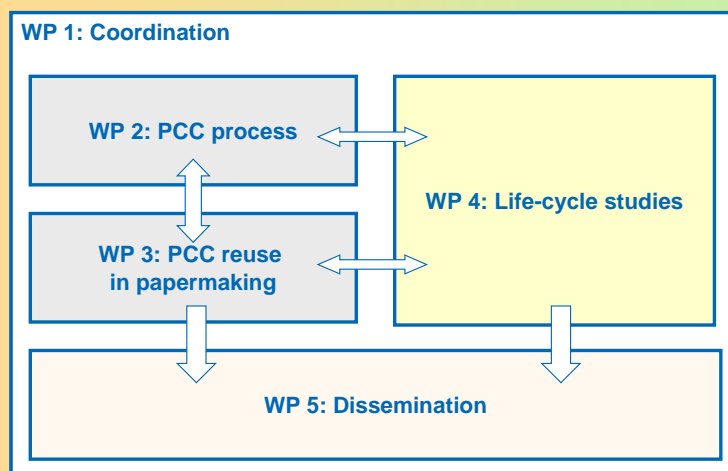 WP 1: Coordination
WP 2: PCC process
WP 4: Life-cycle studies
WP 3: PCC reuse
in papermaking
WP 5: Dissemination